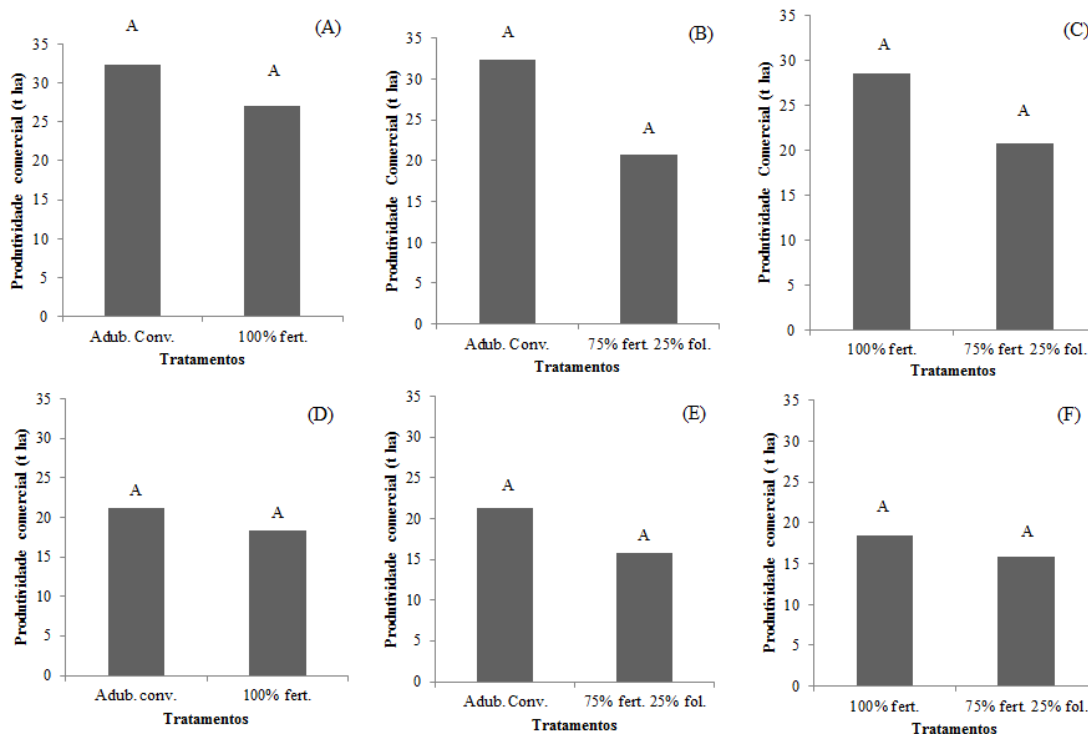 (A)
Produtividade comercial (t ha)
35
30
25
20
15
10
5
0
A
A
Adub. Conv.
100% fert.
Tratamentos
(B)
Produtividade Comercial (t ha)
35
30
25
20
15
10
5
0
A
A
Adub. Conv.
75% fert. 25% fol.
Tratamentos
(C)
Produtividade Comercial (t ha)
35
30
25
20
15
10
5
0
A
A
100% fert.
75% fert. 25% fol.
Tratamentos
(D)
Produtividade comercial (t ha)
35
30
25
20
15
10
5
0
A
A
Adub. conv.
100% fert.
Tratamentos
(E)
Produtividade comercial (t ha)
35
30
25
20
15
10
5
0
A
A
Adub. Conv.
75% fert. 25% fol.
Tratamentos
(F)
Produtividade comercial ( t ha)
35
30
25
20
15
10
5
0
A
A
100% fert.
75% fert. 25% fol.
Tratamentos